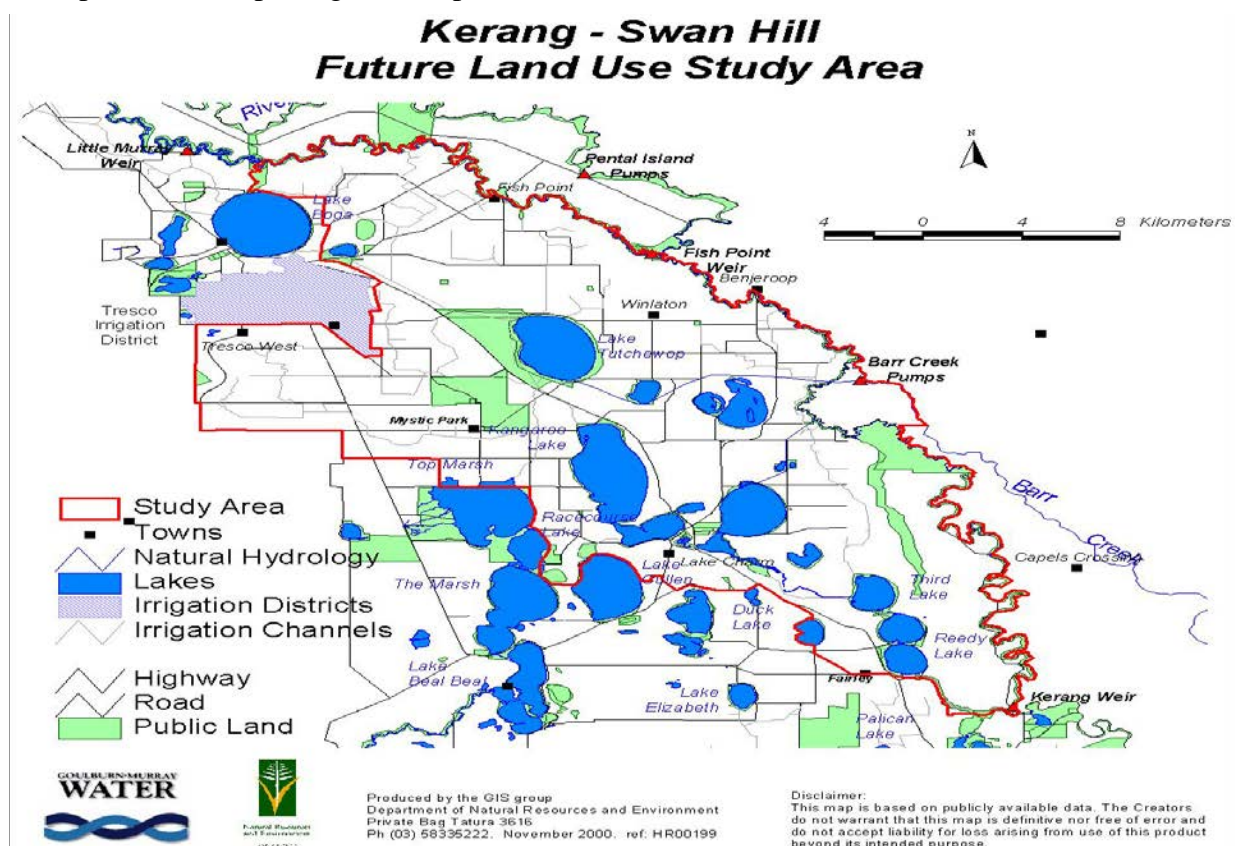 Kerang - Swan Hill
Future Land Use Study Area
River
Little Murray
Weir
Pental Island
Pumps
N
Fish Point
Lake
Boga
4 0 4 8 Kilometers
Fish Point
Weir
Benjeroop
Winlaton
Tresco
Irrigation
District
Tresco West
Lake
Tutchewop
Barr Creek
Pumps
Mystic Park
Kangaroo
Lake
Top Marsh
Barr
Creek
Racecourse
Lake
Capels Crossing
Lake Charm
Lake
Cullen
The Marsh
Third
Lake
Duck
Lake
Reedy
Lake
Lake
Beal Beal
Fairley
Lake
Elizabeth
Kerang Weir
Palican
Lake
Study Area
Towns
Natural Hydrology
Lakes
Irrigation Districts
Irrigation Channels
Highway
Road
Public Land
GOULBURN-MURRAY
WATER
Natural Resources
and Environment
Produced by the GIS group
Department of Natural Resources and Environment
Private Bag Tatura 3616
Ph (03) 58335222. November 2000. ref: HR00199
Disclaimer:
This map is based on publicly available data. The Creators
do not warrant that this map is definitive nor free of error and
do not accept liability for loss arising from use of this product
beyond its intended purpose.